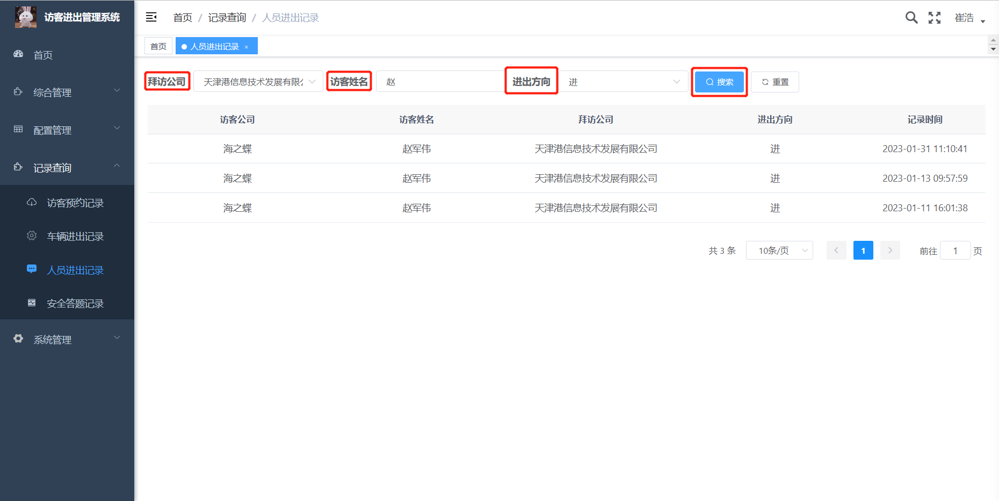 访客进出管理系统
首页
综合管理
配置管理
记录查询
访客预约记录
车辆进出记录
人员进出记录
安全答题记录
系统管理
首页 / 记录查询 / 人员进出记录
崔浩
首页 人员进出记录 ×
拜访公司 天津港信息技术发展有限 访客姓名 赵 进出方向 进 搜索 重置
访客公司 访客姓名 拜访公司 进出方向 记录时间
海之蝶 赵军伟 天津港信息技术发展有限公司 进 2023-01-31 11:10:41
海之蝶 赵军伟 天津港信息技术发展有限公司 进 2023-01-13 09:57:59
海之蝶 赵军伟 天津港信息技术发展有限公司 进 2023-01-11 16:01:38
共 3 条 10条/页 1 前往 1 页